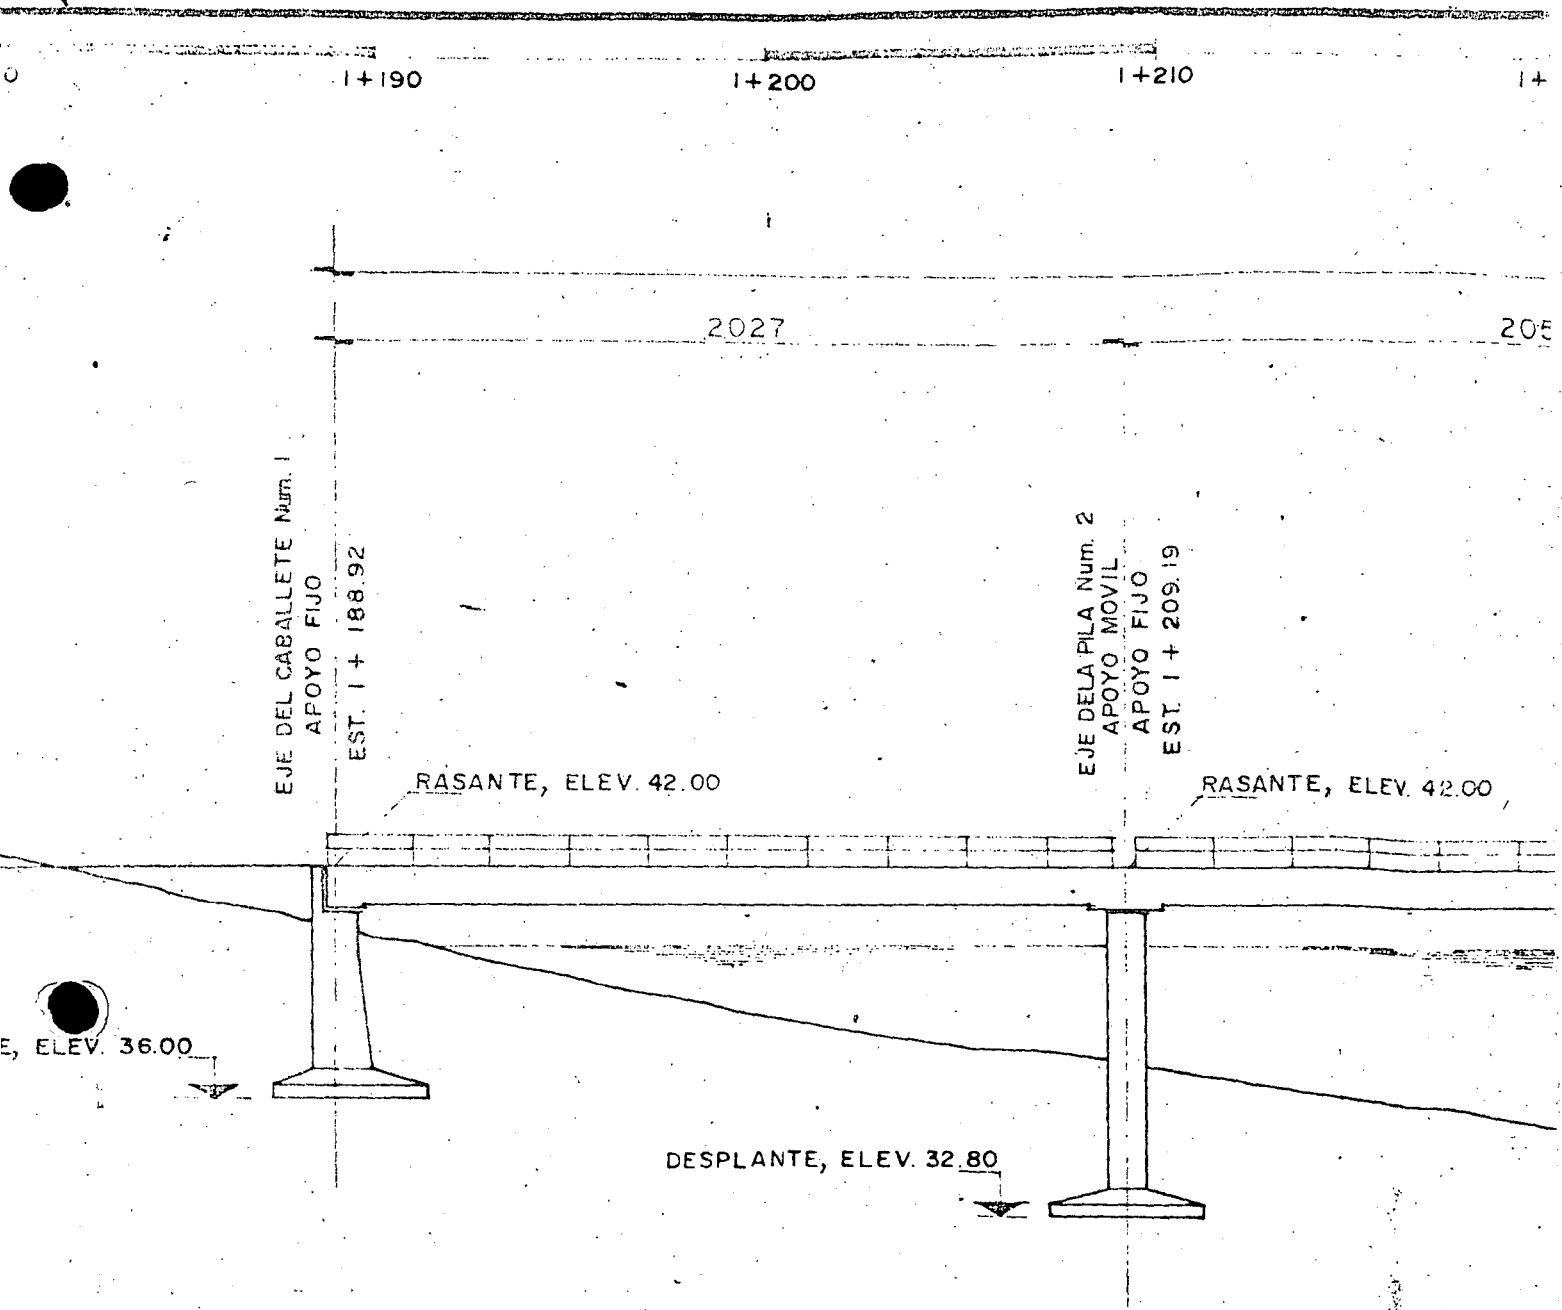 0
1+190
1+200
1+210
1+
2027
205
EJE DEL CABALLETE Num. 1
APOYO FIJO
EST. 1 + 188.92
EJE DELA PILA Num. 2
APOYO MOVIL
APOYO FIJO
EST. 1 + 209.19
RASANTE, ELEV. 42.00
RASANTE, ELEV. 42.00
E, ELEV. 36.00
DESPLANTE, ELEV. 32.80